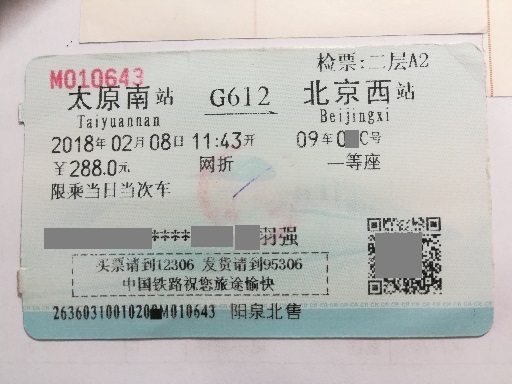 M010643 检票:二层A2
太原南站 G612 北京西站
Taiyuannan Beijingxi
2018年02月08日 11:43开 09车0 C号
￥288.0元 网折 一等座
限乘当日当次车
**** 羽强
买票请到12306 发货请到95306
中国铁路祝您旅途愉快
2636031001020 M010643 阳泉北售